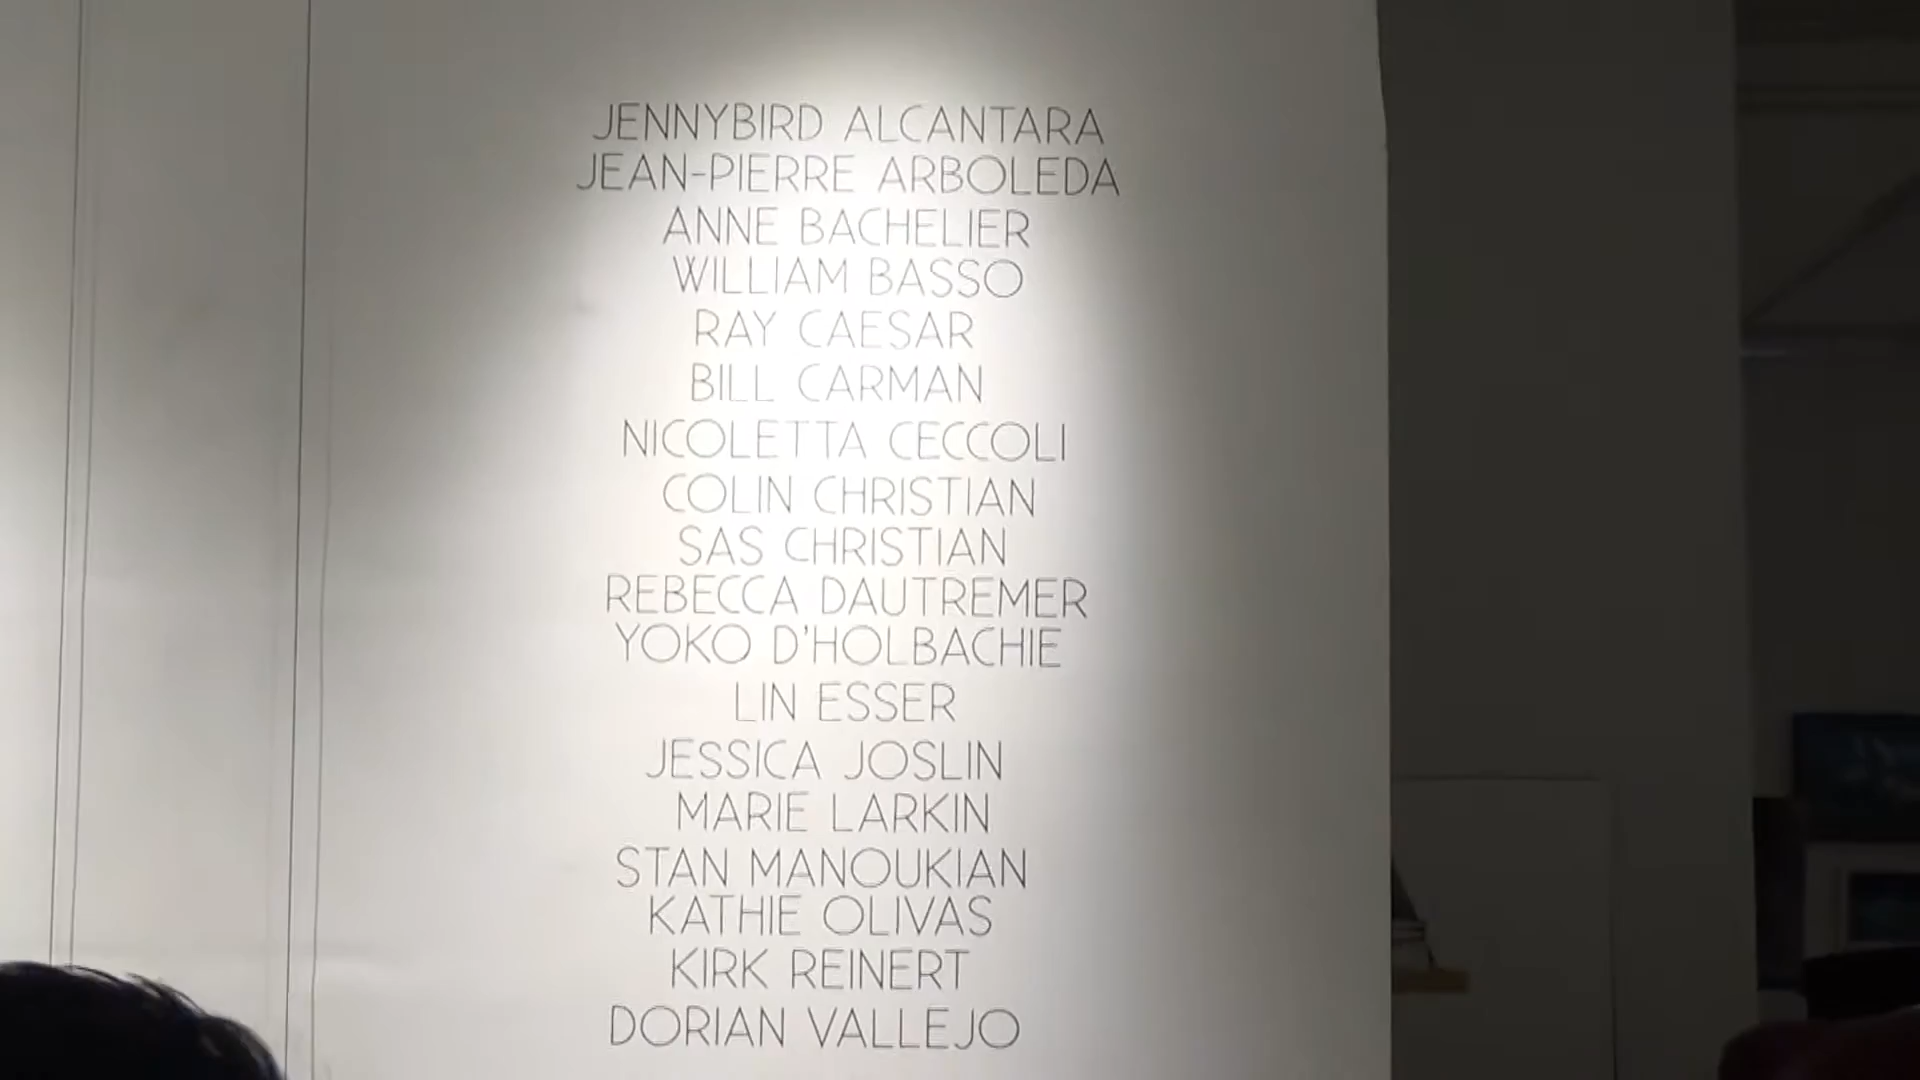 JENNYBIRD ALCANTARA
JEAN-PIERRE ARBOLEDA
ANNE BACHELIER
WILLIAM BASSO
RAY CAESAR
BILL CARMAN
NICOLETTA CECCOLI
COLIN CHRISTIAN
SAS CHRISTIAN
REBECCA DAUTREMER
YOKO D'HOLBACHIE
LIN ESSER
JESSICA JOSLIN
MARIE LARKIN
STAN MANOUKIAN
KATHIE OLIVAS
KIRK REINERT
DORIAN VALLEJO